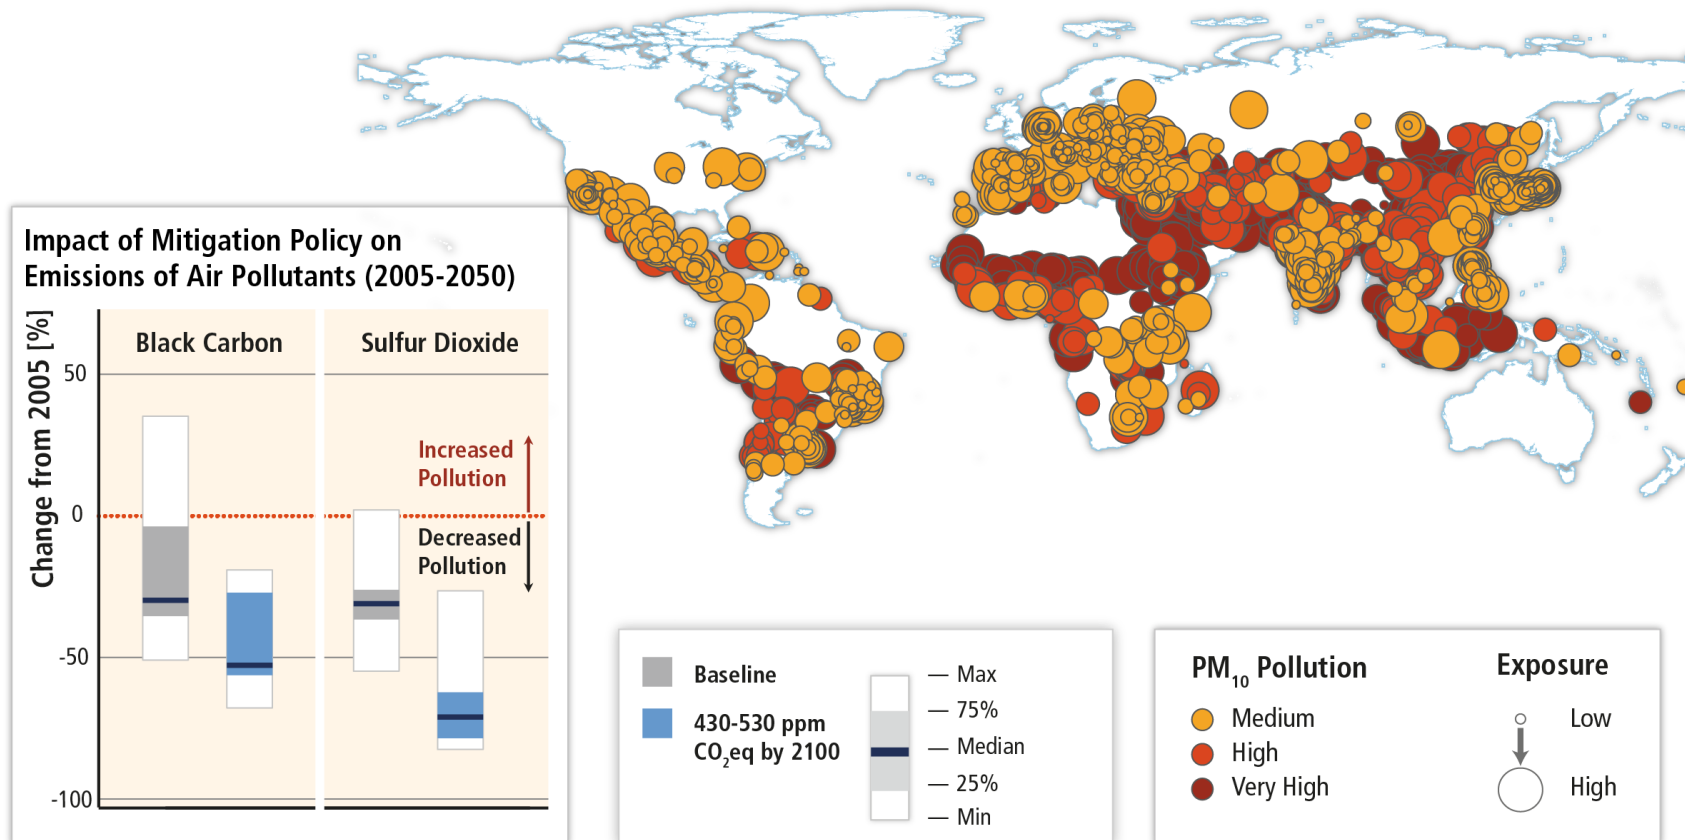 Impact of Mitigation Policy on
Emissions of Air Pollutants (2005-2050)
Change from 2005 [%]
Black Carbon
Sulfur Dioxide
50
0
-50
-100
Increased
Pollution
Decreased
Pollution
Baseline
430-530 ppm
CO2eq by 2100
Max
75%
Median
25%
Min
PM10 Pollution
Medium
High
Very High
Exposure
Low
High